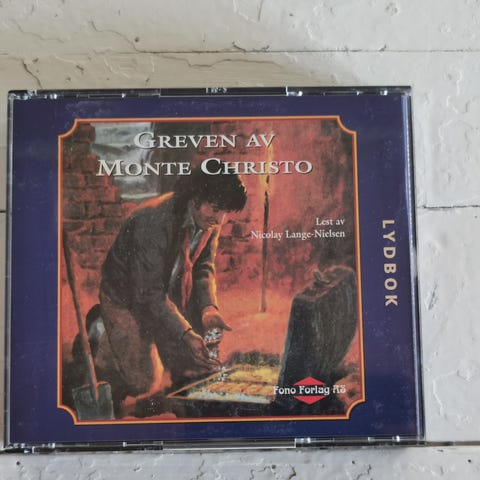 GREVEN AV
MONTE CHRISTO
Lest av
Nicolay Lange-Nielsen
LYDBOK
Fono Forlag AS